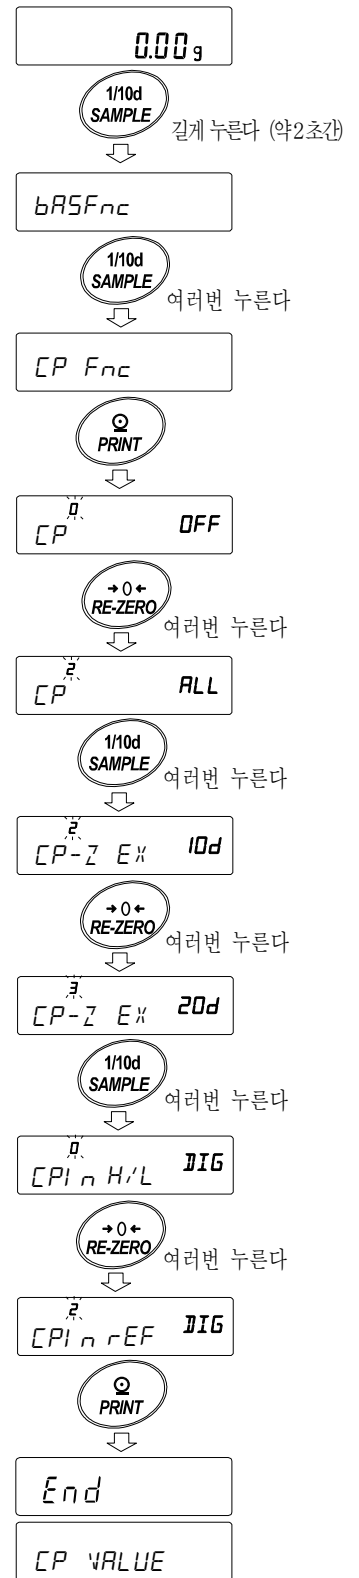 0.00 g
1/10d
SAMPLE
길게 누른다 (약2초간)
bASFnc
1/10d
SAMPLE
여러번 누른다
CP Fnc
PRINT
0
CP OFF
→0←
RE-ZERO
여러번 누른다
2
CP ALL
1/10d
SAMPLE
여러번 누른다
2
CP-Z EX 10d
→0←
RE-ZERO
여러번 누른다
3
CP-Z EX 20d
1/10d
SAMPLE
여러번 누른다
0
CPIn H/L DIG
→0←
RE-ZERO
여러번 누른다
2
CPIn rEF DIG
PRINT
End
CP VALUE